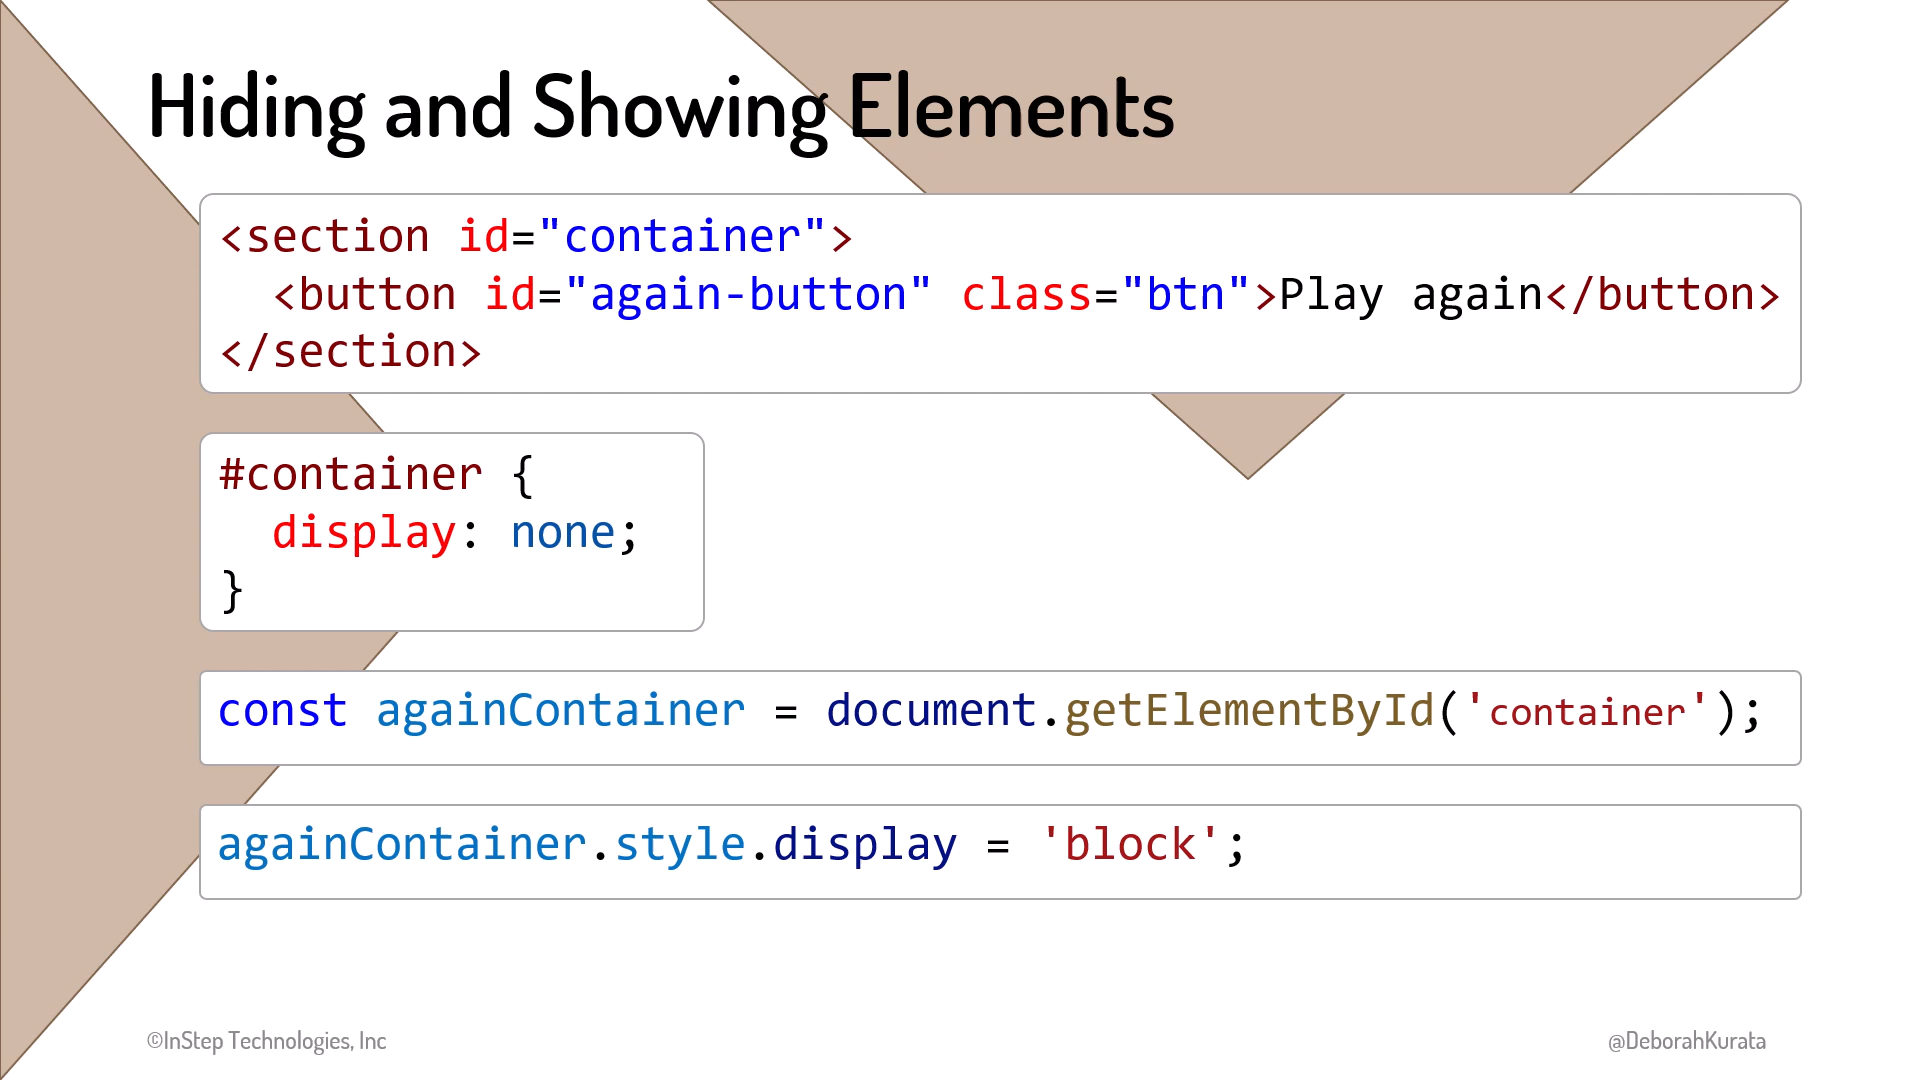 Hiding and Showing Elements
<section id="container">
  <button id="again-button" class="btn">Play again</button>
</section>
#container {
  display: none;
}
const againContainer = document.getElementById('container');
againContainer.style.display = 'block';
©InStep Technologies, Inc
@DeborahKurata